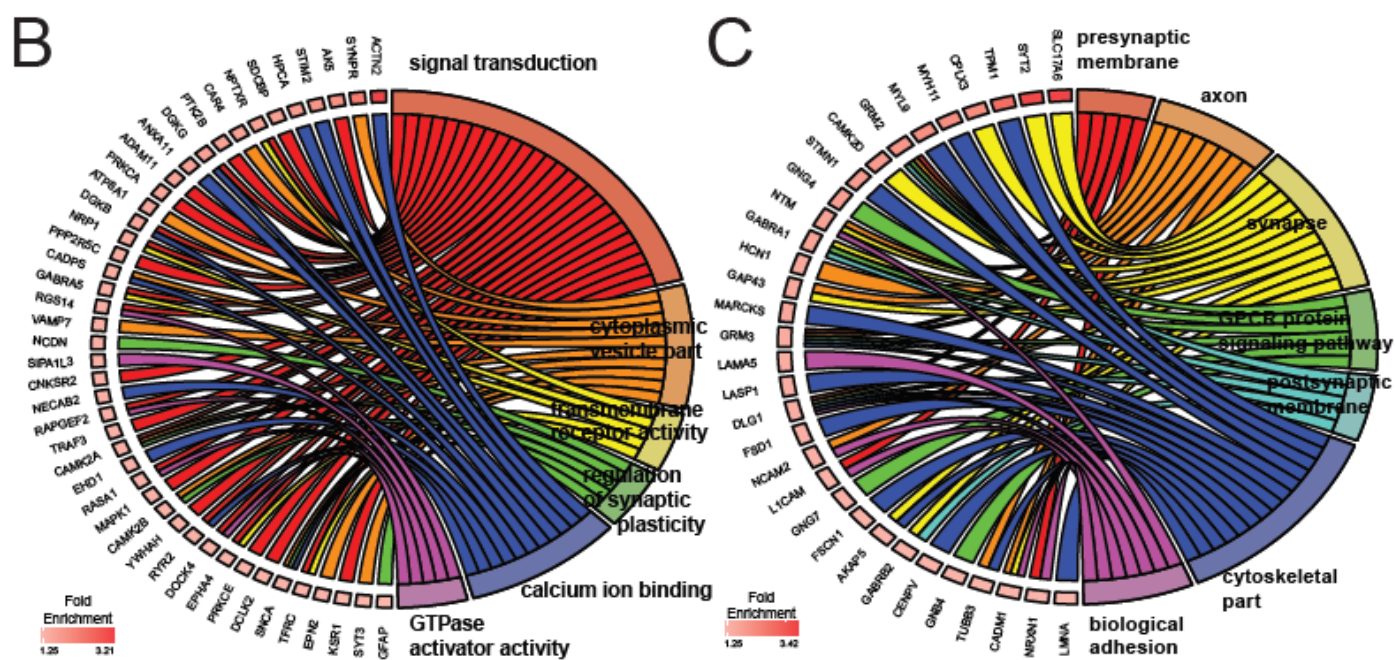 B
ACTN2
SYNPR
AK5
STIM2
HPCA
SDCBP
NPTXR
CAR4
PTK2B
DGKG
ANXA11
ADAM11
PRKCA
ATP6A1
DGKB
NRP1
PPP2R5C
CADPS
GABRA5
RGS14
VAMP7
NCDN
SIPA1L3
CNKSR2
NECAB2
RAPGEF2
TRAF3
CAMK2A
EHD1
RASA1
MAPK1
CAMK2B
YWHAH
RYR2
DOCK4
EPHA4
PRKCE
DCLK2
SNCA
TFRC
EPN2
KSR1
SYT3
GFAP
signal transduction
cytoplasmic
vesicle part
transmembrane
receptor activity
regulation
of synaptic
plasticity
calcium ion binding
GTPase
activator activity
Fold
Enrichment
1.25 3.21
C
SLC17A6
SYT2
TPM1
CPLX3
MYH11
MYL9
GRM2
CAMK2D
STMN1
GNG4
NTM
GABRA1
HCN1
GAP43
MARCKS
GRM3
LAMA5
LASP1
DLG1
FSD1
NCAM2
L1CAM
GNG7
FSCN1
AKAP5
GABRB2
CENPV
GNB4
TUBB3
CADM1
NRXN1
LMNA
presynaptic
membrane
axon
synapse
GPCR protein
signaling pathway
postsynaptic
membrane
cytoskeletal
part
biological
adhesion
Fold
Enrichment
1.25 3.42